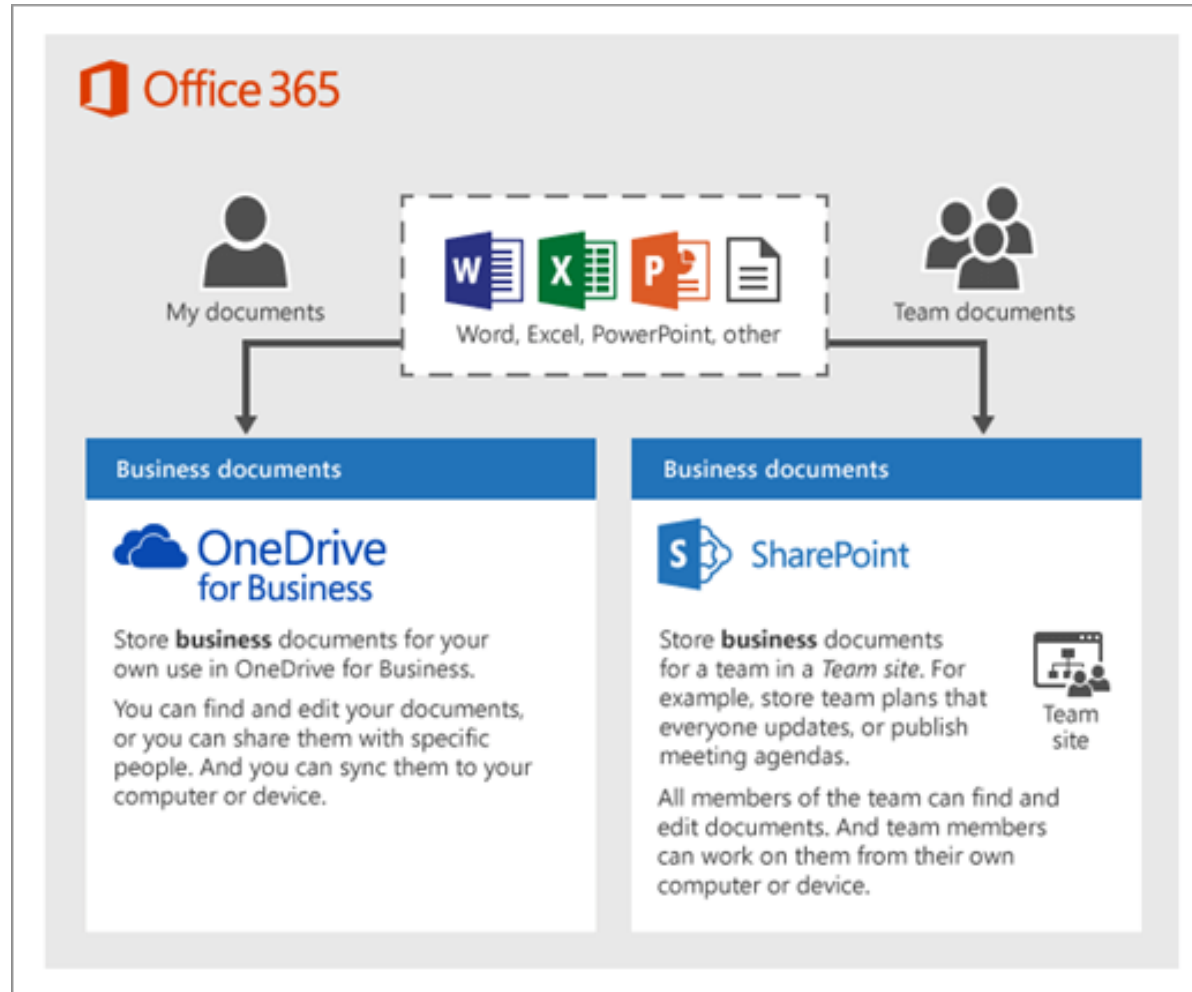 Office 365
My documents
W
X
P
Word, Excel, PowerPoint, other
Team documents
Business documents
OneDrive
for Business
Store business documents for your
own use in OneDrive for Business.
You can find and edit your documents,
or you can share them with specific
people. And you can sync them to your
computer or device.
Business documents
S
SharePoint
Store business documents
for a team in a Team site. For
example, store team plans that
everyone updates, or publish
meeting agendas.
Team
site
All members of the team can find and
edit documents. And team members
can work on them from their own
computer or device.